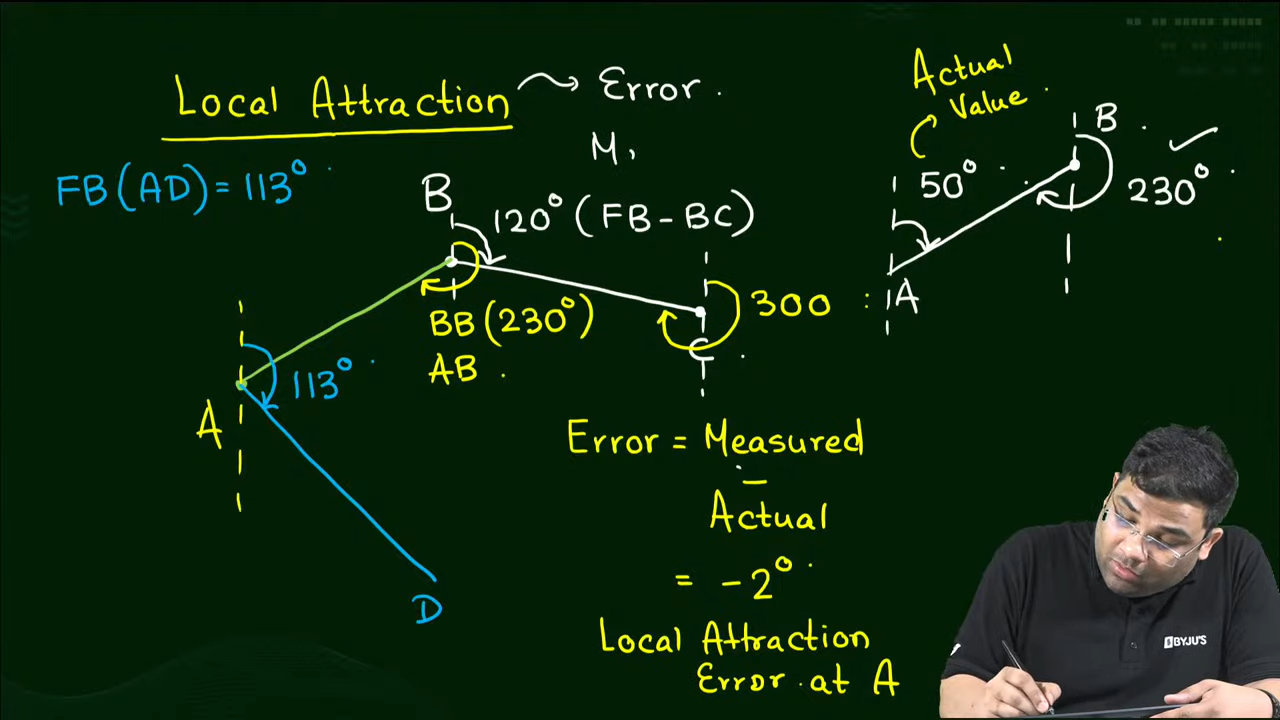 Local Attraction → Error.
M,
FB(AD) = 113°
B
120° (FB - BC)
BB(230°)
AB
300
C
A
113°
D
Actual
Value
50°
B
230°
A
Error = Measured
-
Actual
= -2°
Local Attraction
Error at A
BYJU'S